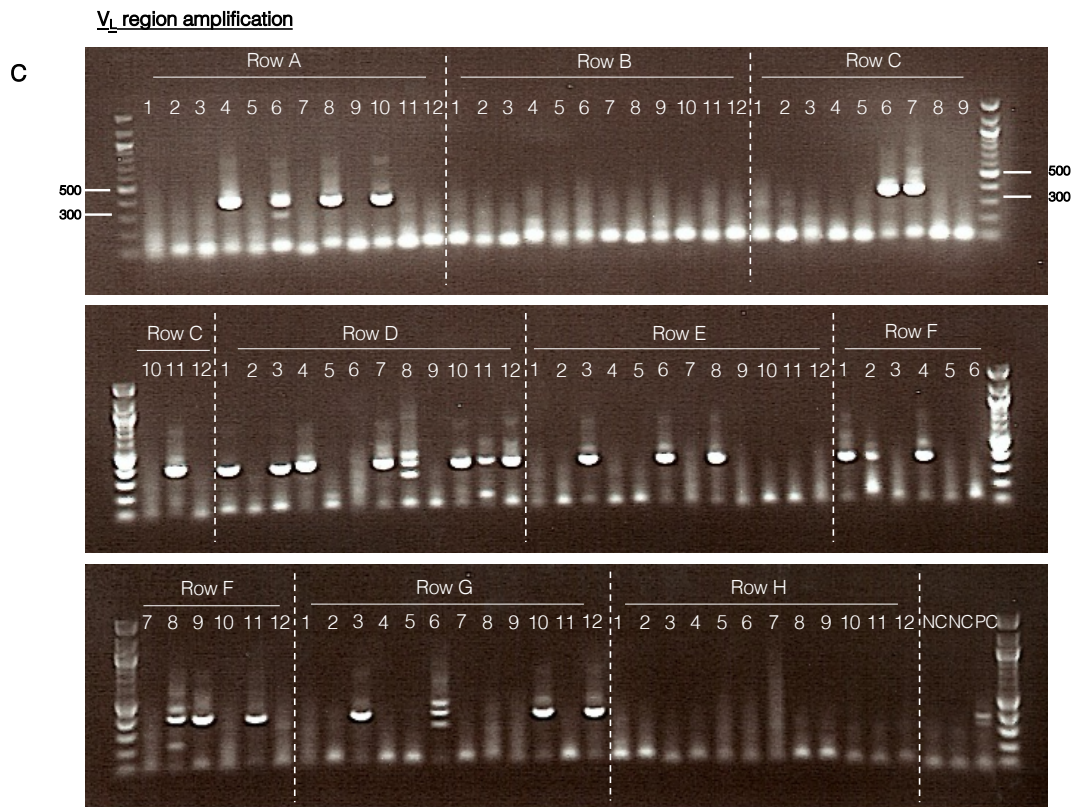 V<sub>L</sub> region amplification
C
Row A Row B Row C
1 2 3 4 5 6 7 8 9 10 11 12 1 2 3 4 5 6 7 8 9 10 11 12 1 2 3 4 5 6 7 8 9
500 500
300 300
Row C Row D Row E Row F
10 11 12 1 2 3 4 5 6 7 8 9 10 11 12 1 2 3 4 5 6 7 8 9 10 11 12 1 2 3 4 5 6
Row F Row G Row H
7 8 9 10 11 12 1 2 3 4 5 6 7 8 9 10 11 12 1 2 3 4 5 6 7 8 9 10 11 12 NC NC PC